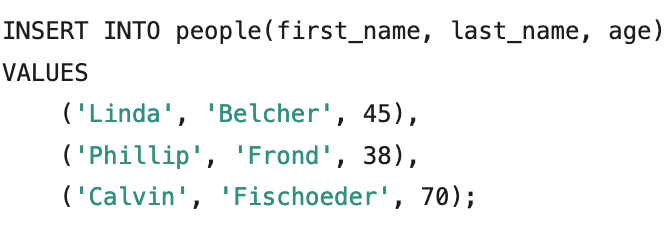 INSERT INTO people(first_name, last_name, age)
VALUES
    ('Linda', 'Belcher', 45),
    ('Phillip', 'Frond', 38),
    ('Calvin', 'Fischoeder', 70);